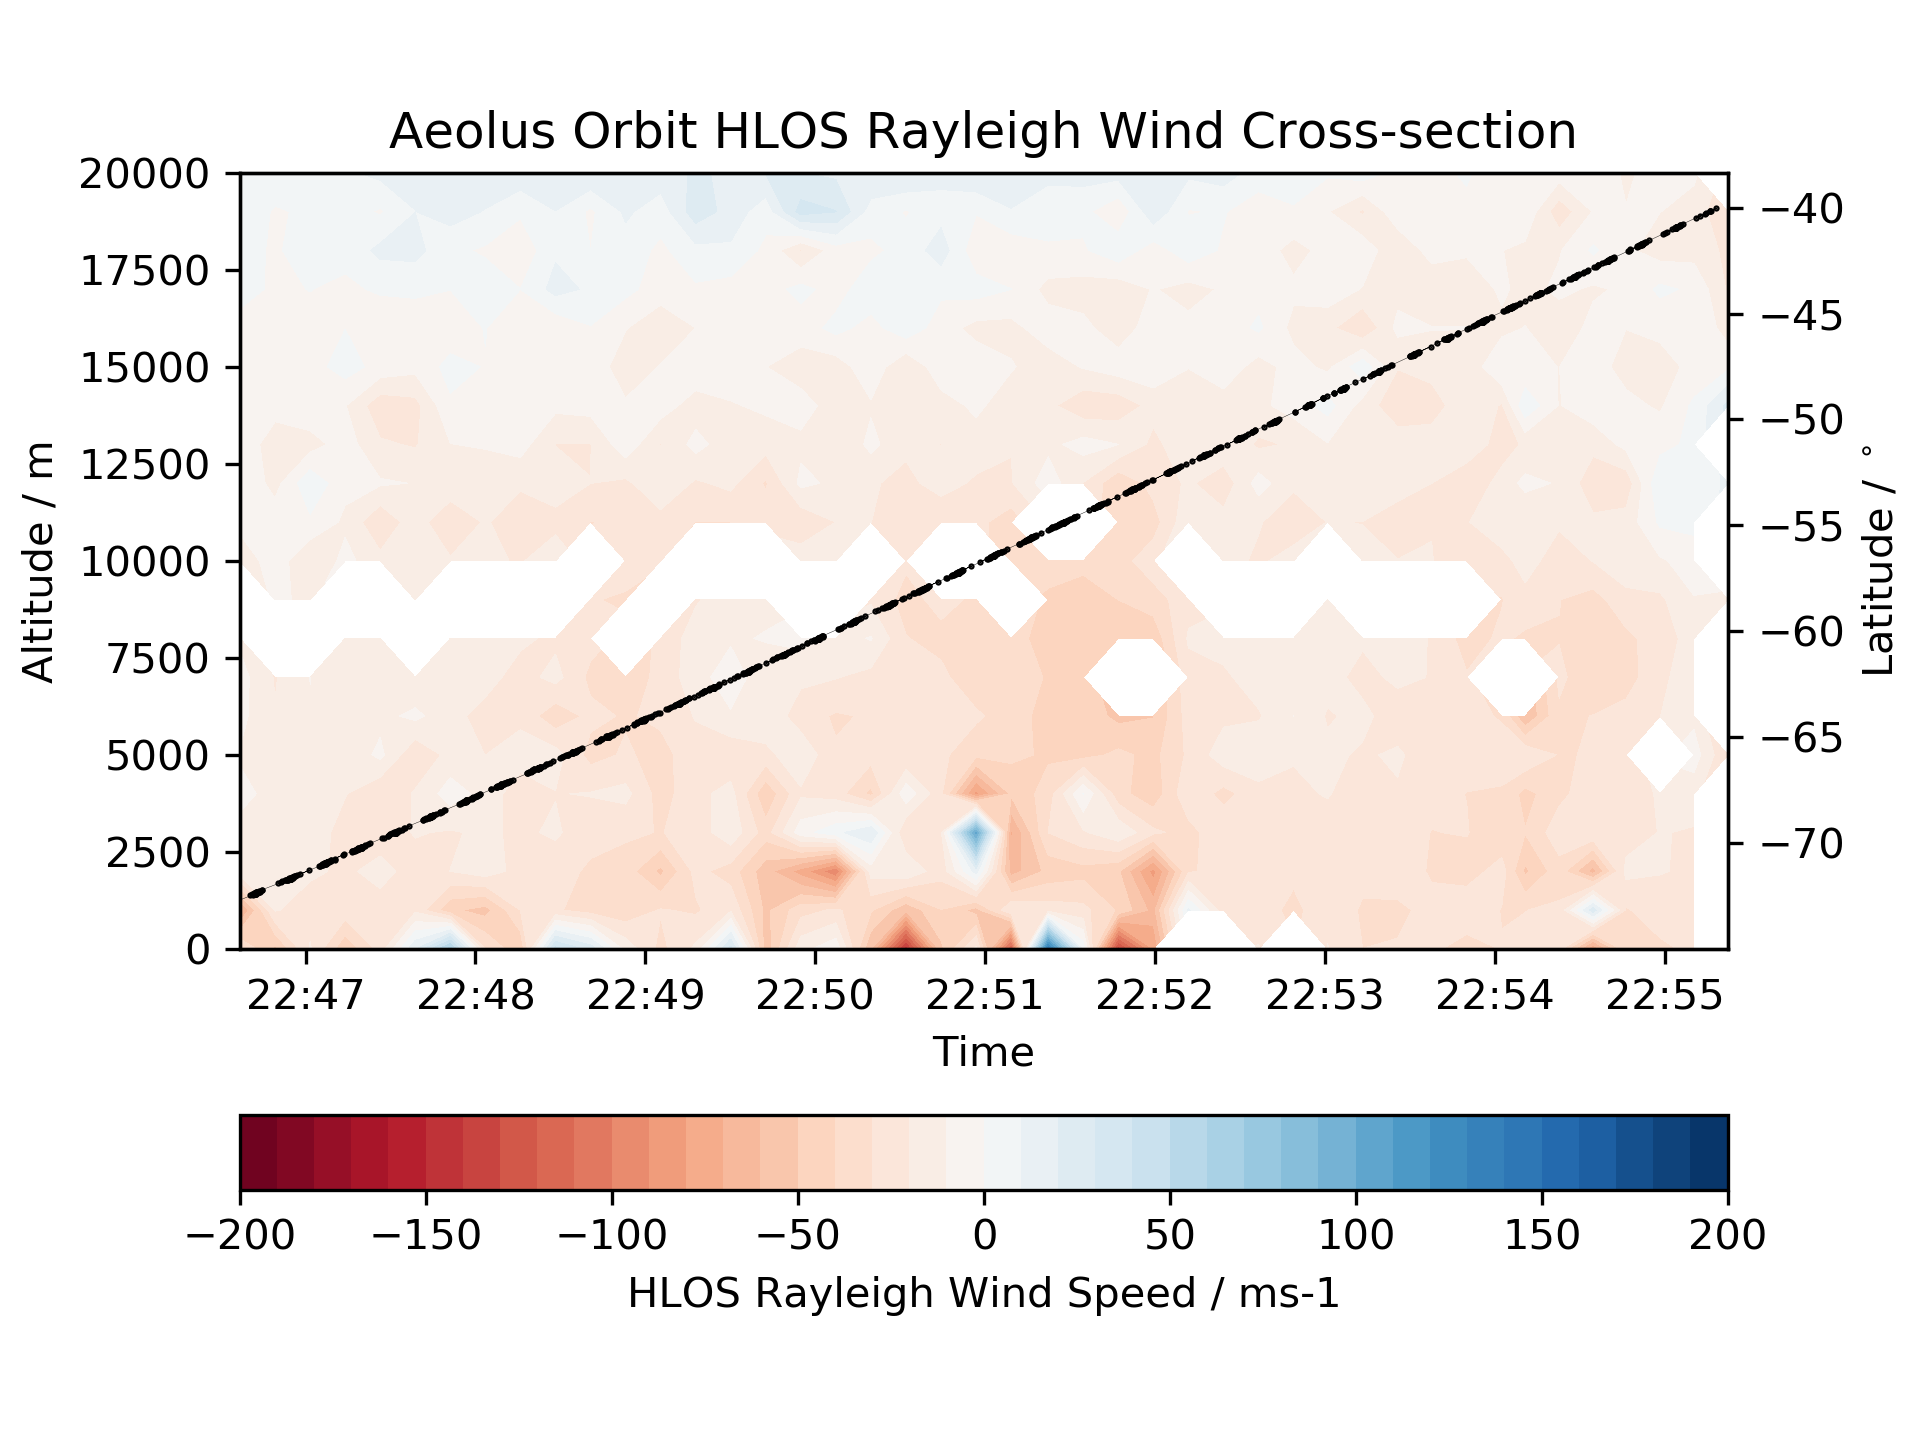 Aeolus Orbit HLOS Rayleigh Wind Cross-section
20000
17500
15000
12500
10000
7500
5000
2500
0
Altitude / m
−40
−45
−50
−55
−60
−65
−70
Latitude / °
22:47 22:48 22:49 22:50 22:51 22:52 22:53 22:54 22:55
Time
−200 −150 −100 −50 0 50 100 150 200
HLOS Rayleigh Wind Speed / ms-1